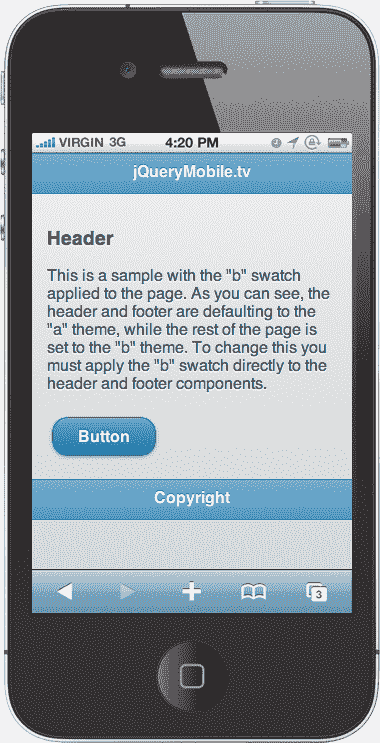 VIRGIN 3G 4:20 PM
jQueryMobile.tv
Header
This is a sample with the "b" swatch
applied to the page. As you can see, the
header and footer are defaulting to the
"a" theme, while the rest of the page is
set to the "b" theme. To change this you
must apply the "b" swatch directly to the
header and footer components.
Button
Copyright
3